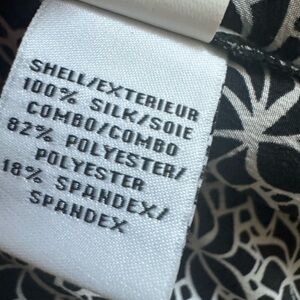 SHELL/EXTERIEUR
100% SILK/SOIE
COMBO/COMBO
82% POLYESTER/
POLYESTER
18% SPANDEX/
SPANDEX